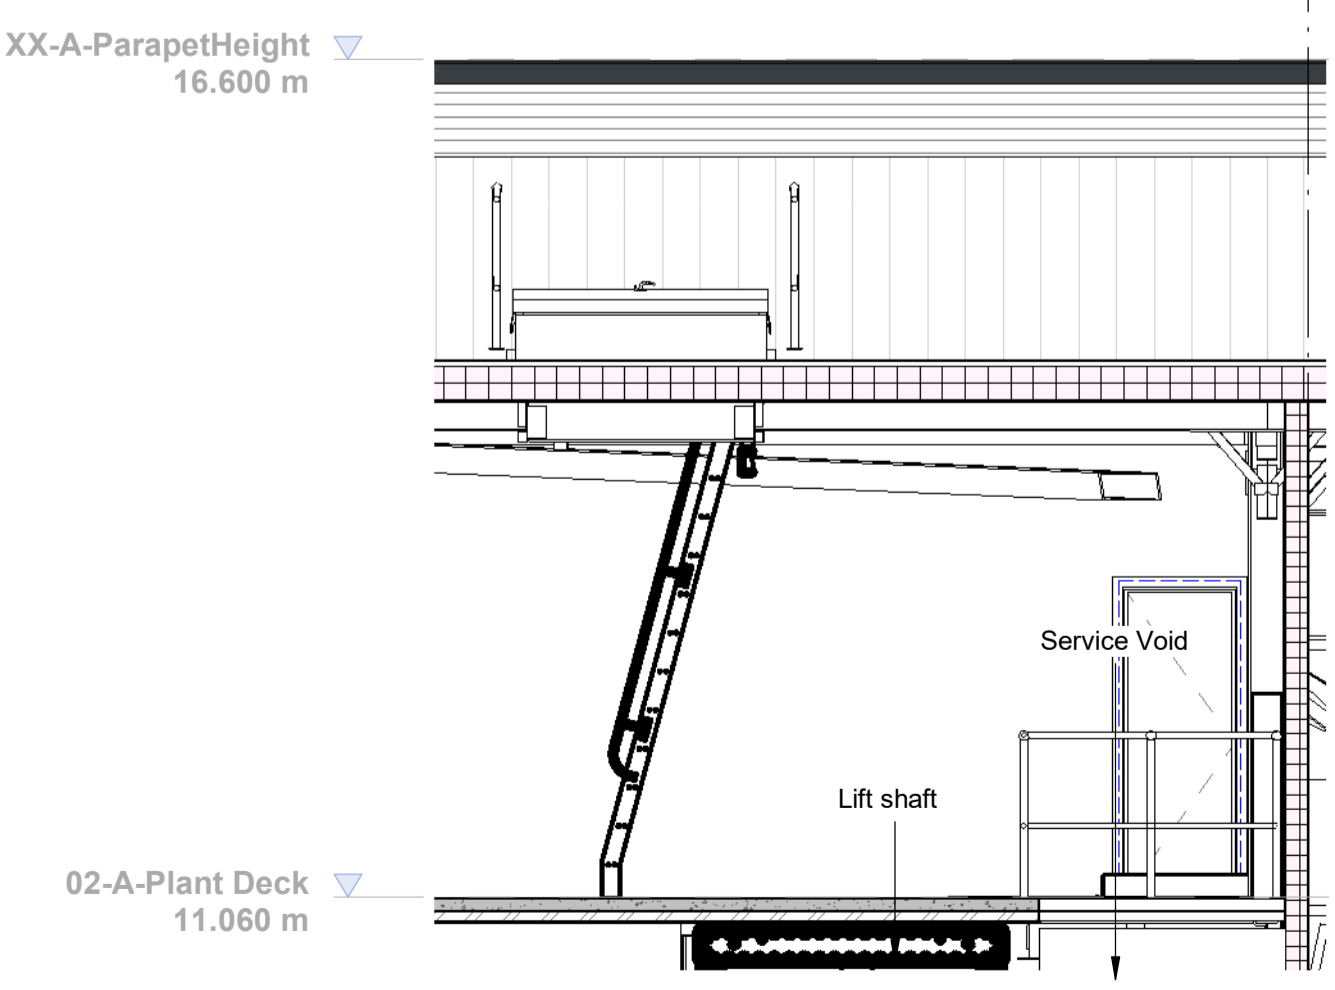 XX-A-ParapetHeight
16.600 m
Service Void
Lift shaft
02-A-Plant Deck
11.060 m